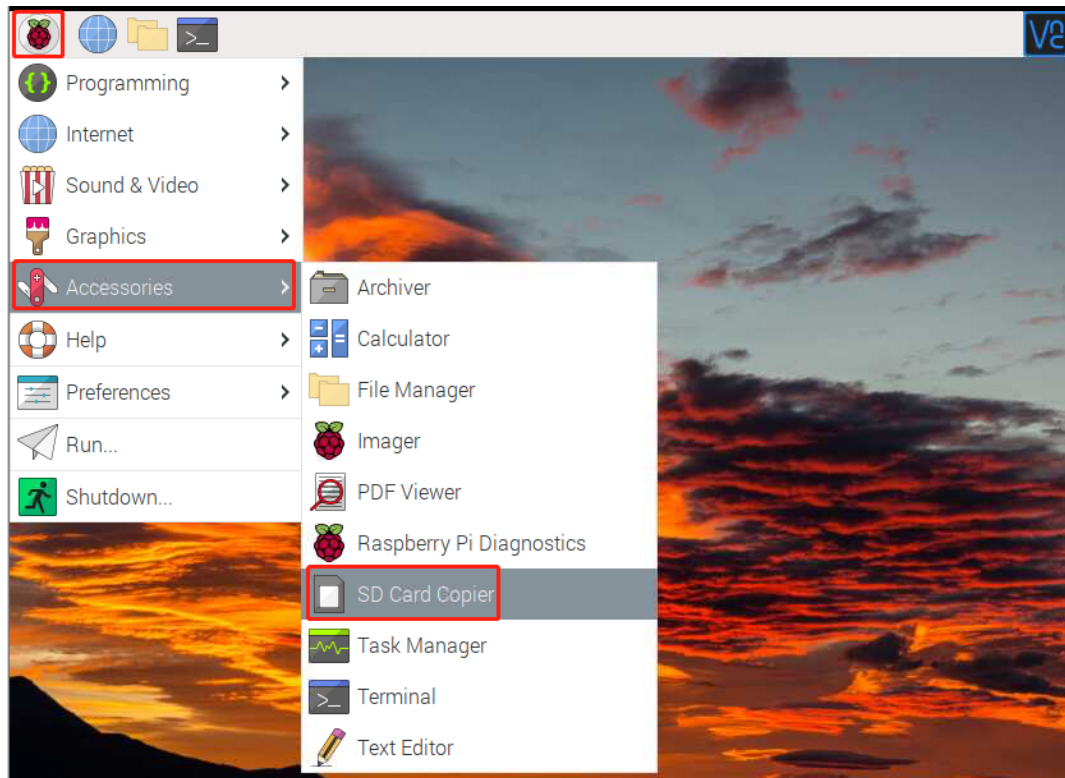 >_
VNC
{}
Programming
Internet
Sound & Video
Graphics
Accessories
Help
Preferences
Run...
Shutdown...
Archiver
Calculator
File Manager
Imager
PDF Viewer
Raspberry Pi Diagnostics
SD Card Copier
Task Manager
>_
Terminal
Text Editor